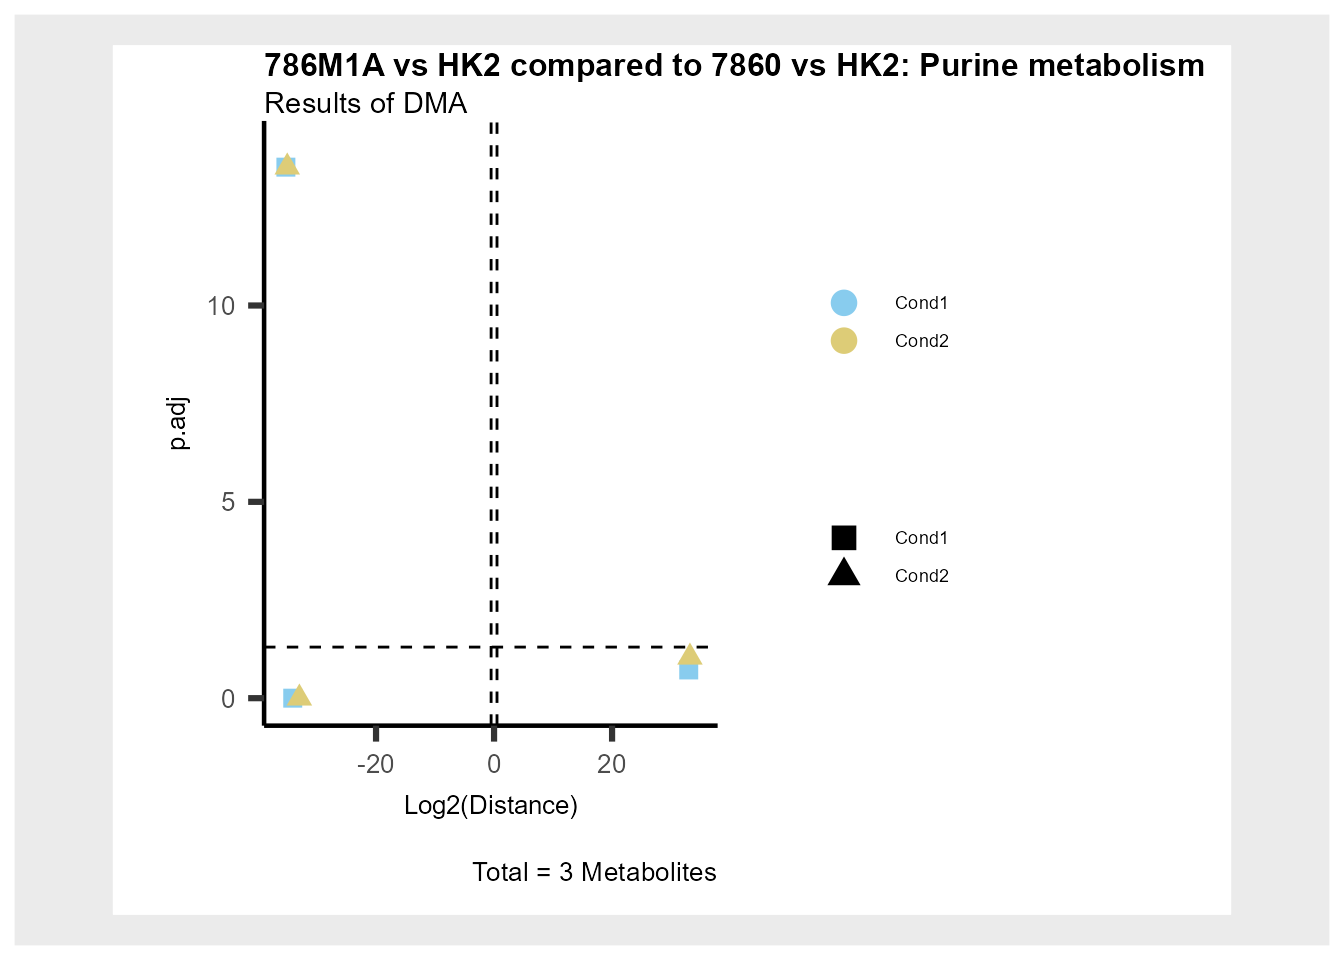 786M1A vs HK2 compared to 7860 vs HK2: Purine metabolism
Results of DMA
10
5
0
p.adj
-20 0 20
Log2(Distance)
Total = 3 Metabolites
Cond1
Cond2
Cond1
Cond2